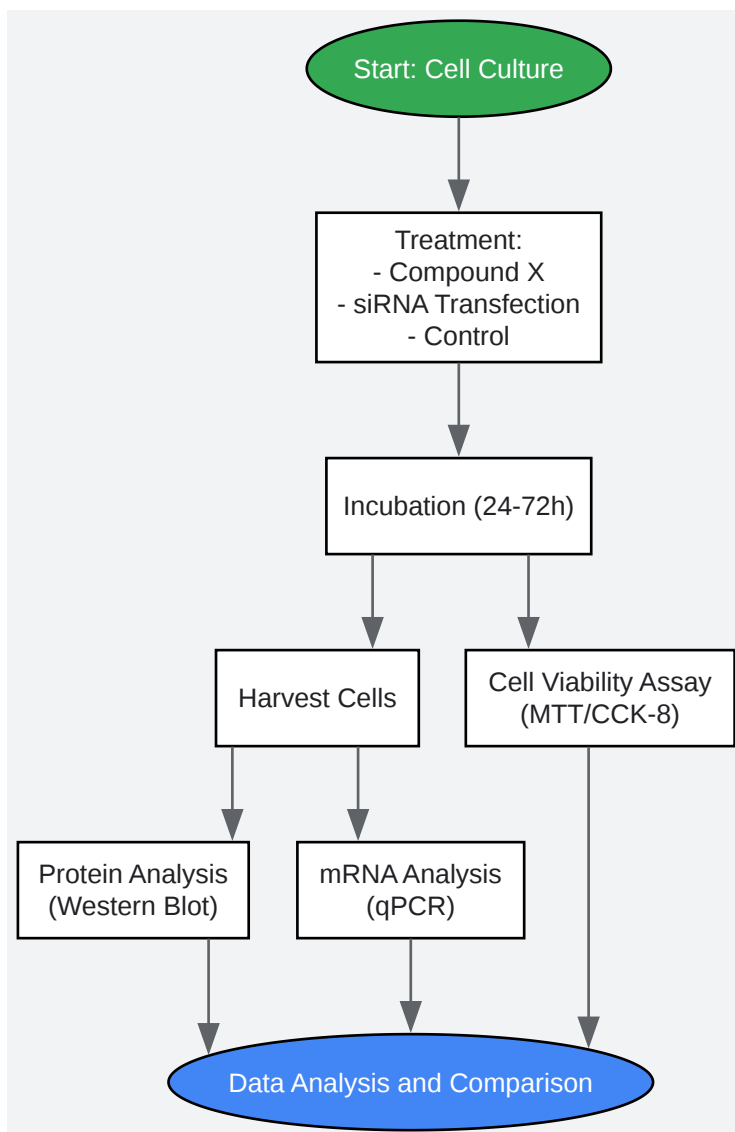 Start: Cell Culture
Treatment:
- Compound X
- siRNA Transfection
- Control
Incubation (24-72h)
Harvest Cells
Cell Viability Assay
(MTT/CCK-8)
Protein Analysis
(Western Blot)
mRNA Analysis
(qPCR)
Data Analysis and Comparison